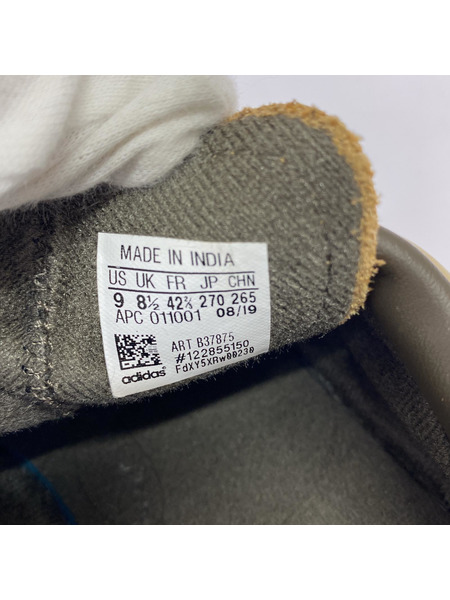 MADE IN INDIA
US UK FR JP CHN
9 8½ 42⅔ 270 265
APC 011001 08/19
ART B37875
#122855150
FdXY5XRw00230
adidas